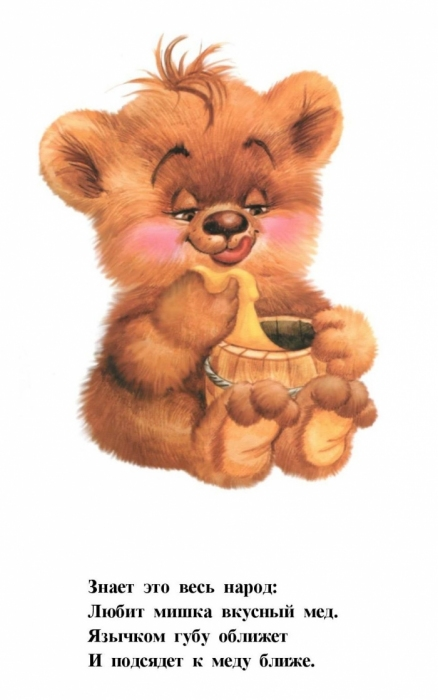 Знает это весь народ:
Любит мишка вкусный мед.
Язычком губу оближет
И подсядет к меду ближе.